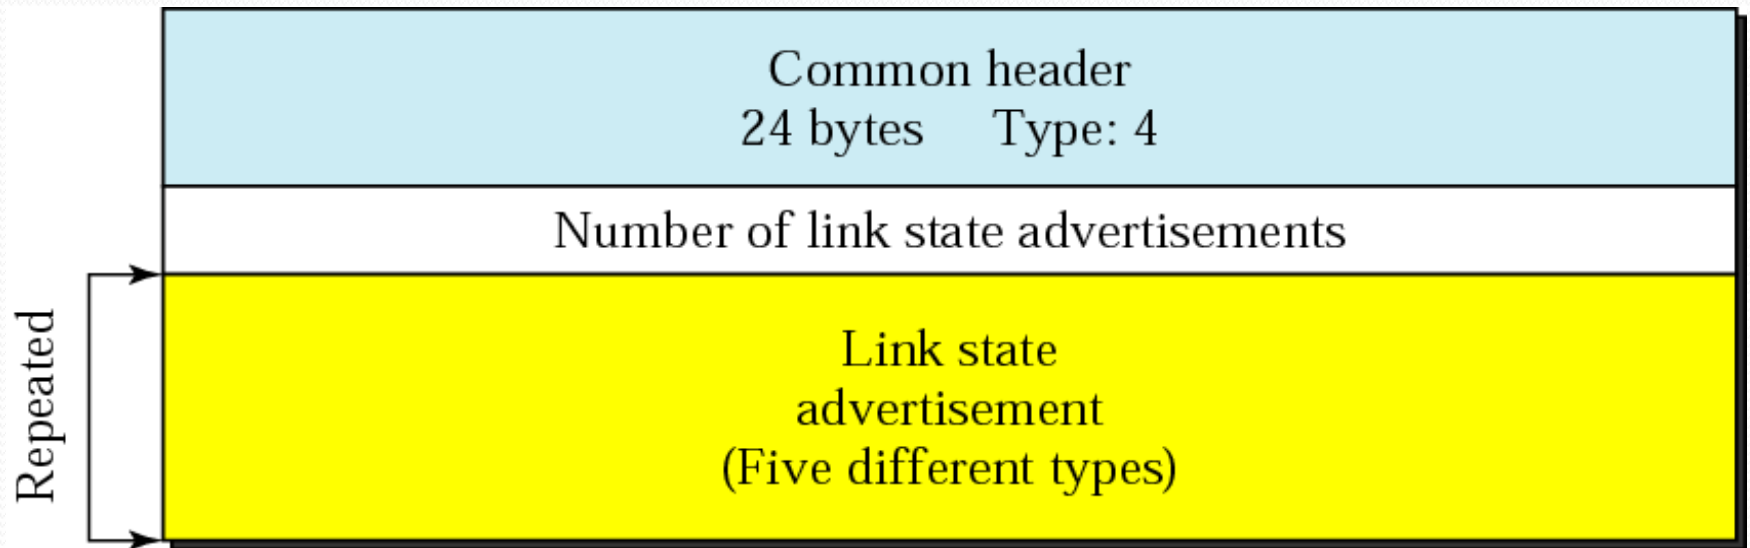 Common header
24 bytes Type: 4
Number of link state advertisements
Repeated
Link state
advertisement
(Five different types)